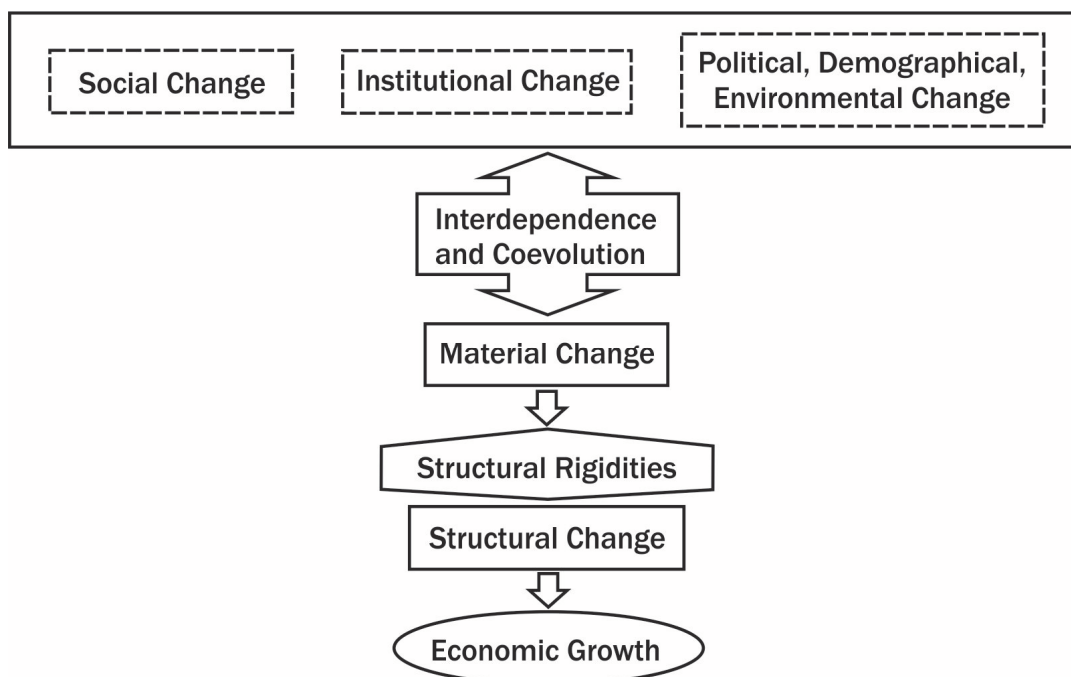 Social Change
Institutional Change
Political, Demographical,
Environmental Change
Interdependence
and Coevolution
Material Change
Structural Rigidities
Structural Change
Economic Growth